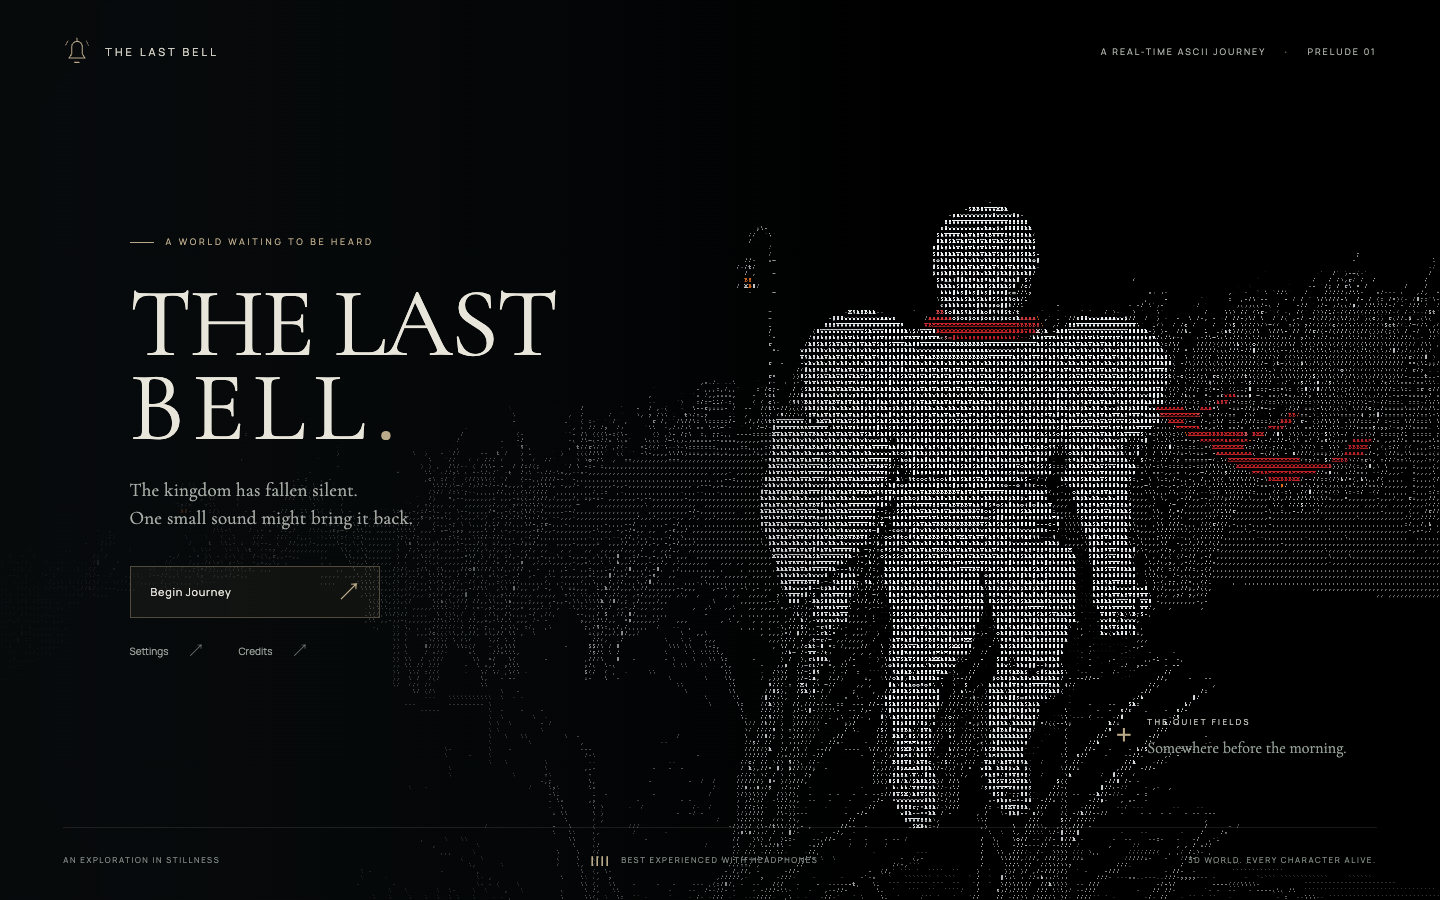 THE LAST BELL
A REAL-TIME ASCII JOURNEY · PRELUDE 01
A WORLD WAITING TO BE HEARD
THE LAST
BELL.
The kingdom has fallen silent.
One small sound might bring it back.
Begin Journey
Settings
Credits
THE QUIET FIELDS
Somewhere before the morning.
AN EXPLORATION IN STILLNESS
BEST EXPERIENCED WITH HEADPHONES
3D WORLD. EVERY CHARACTER ALIVE.